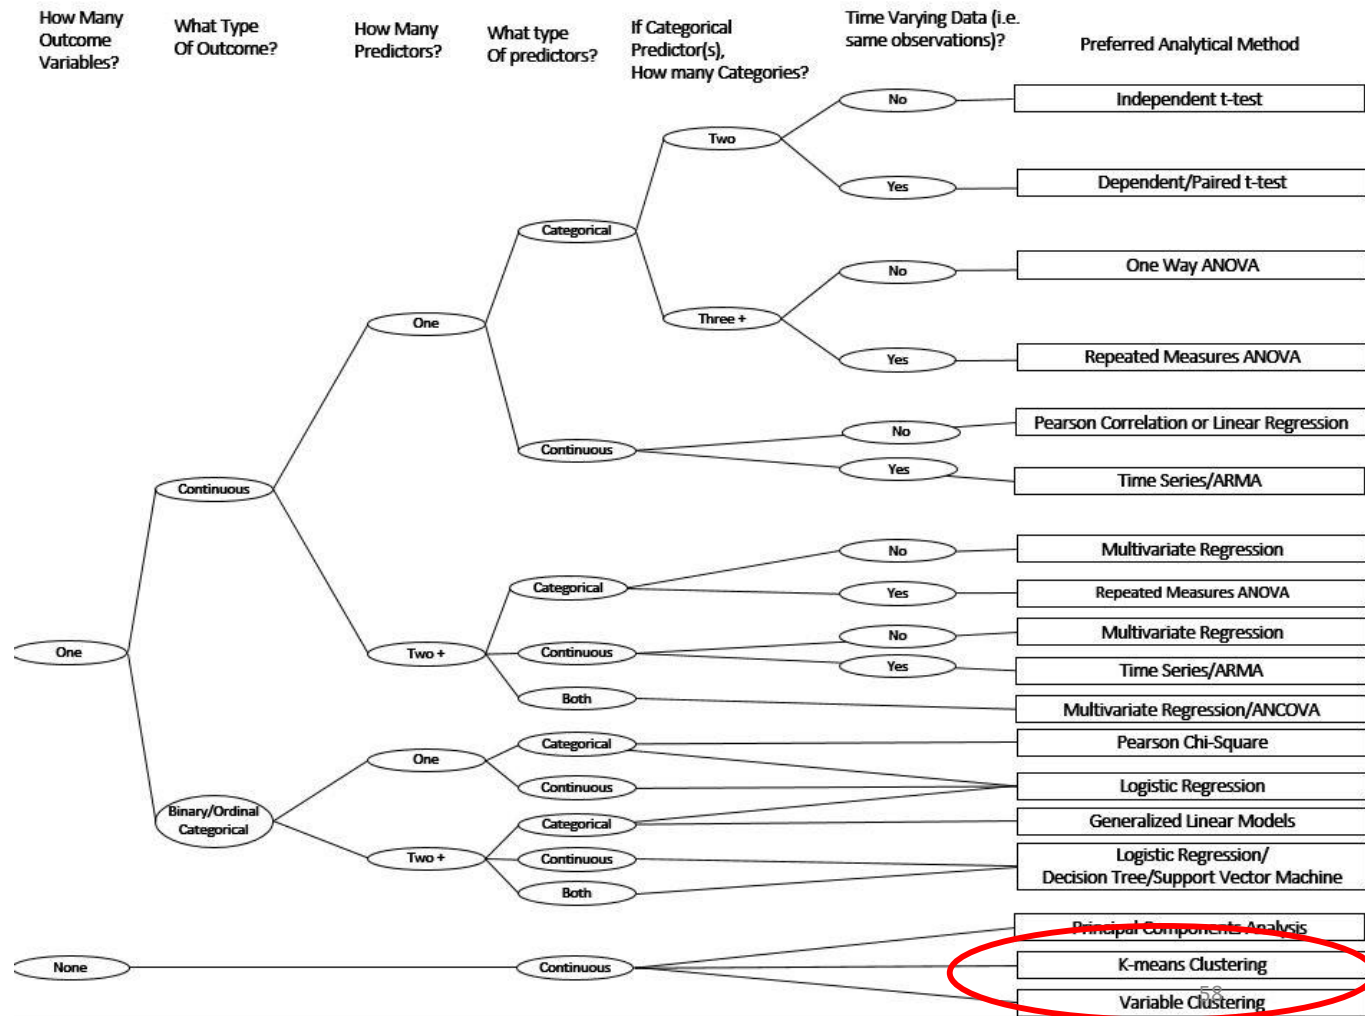 How Many
Outcome
Variables?
What Type
Of Outcome?
How Many
Predictors?
What type
Of predictors?
If Categorical
Predictor(s),
How many Categories?
Time Varying Data (i.e.
same observations)?
Preferred Analytical Method
No
Independent t-test
Two
Yes
Dependent/Paired t-test
Categorical
No
One Way ANOVA
One
Three +
Yes
Repeated Measures ANOVA
Pearson Correlation or Linear Regression
No
Continuous
Yes
Time Series/ARMA
Continuous
No
Multivariate Regression
Categorical
Yes
Repeated Measures ANOVA
No
Multivariate Regression
One
Two +
Continuous
Yes
Time Series/ARMA
Both
Multivariate Regression/ANCOVA
Categorical
Pearson Chi-Square
One
Continuous
Logistic Regression
Binary/Ordinal
Categorical
Categorical
Generalized Linear Models
Two +
Continuous
Logistic Regression/
Decision Tree/Support Vector Machine
Both
Principal Components Analysis
None
Continuous
K-means Clustering
58
Variable Clustering